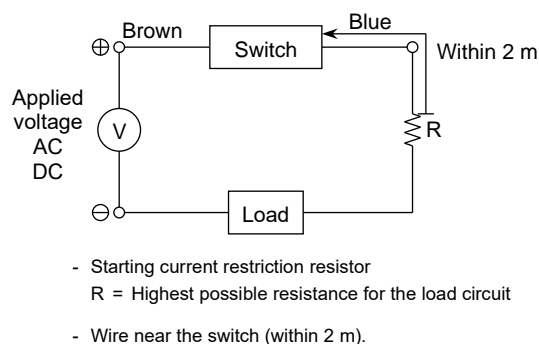 Brown
Switch
Blue
Within 2 m
Applied
voltage
AC
DC
V
R
Load
- Starting current restriction resistor
R = Highest possible resistance for the load circuit
- Wire near the switch (within 2 m).